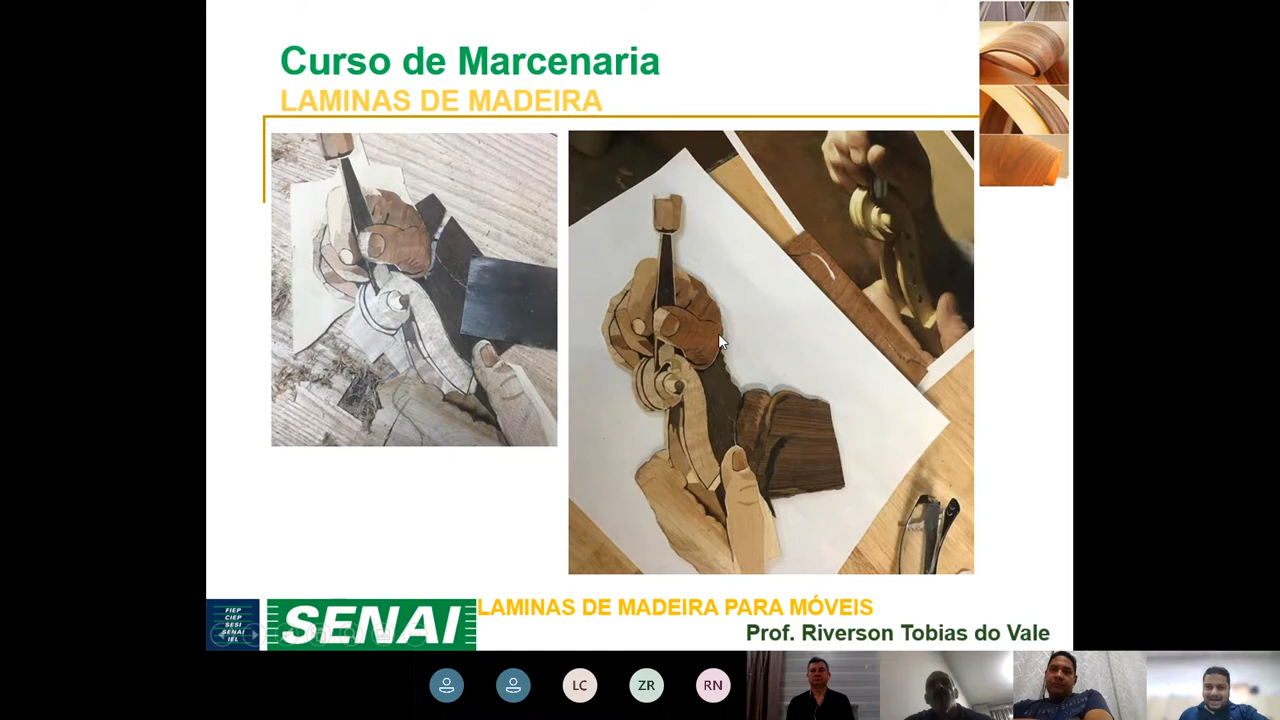 Curso de Marcenaria
LAMINAS DE MADEIRA
FIEP
CIEP
SESI
SENAI
IEL
SENAI
LAMINAS DE MADEIRA PARA MÓVEIS
Prof. Riverson Tobias do Vale
LC
ZR
RN